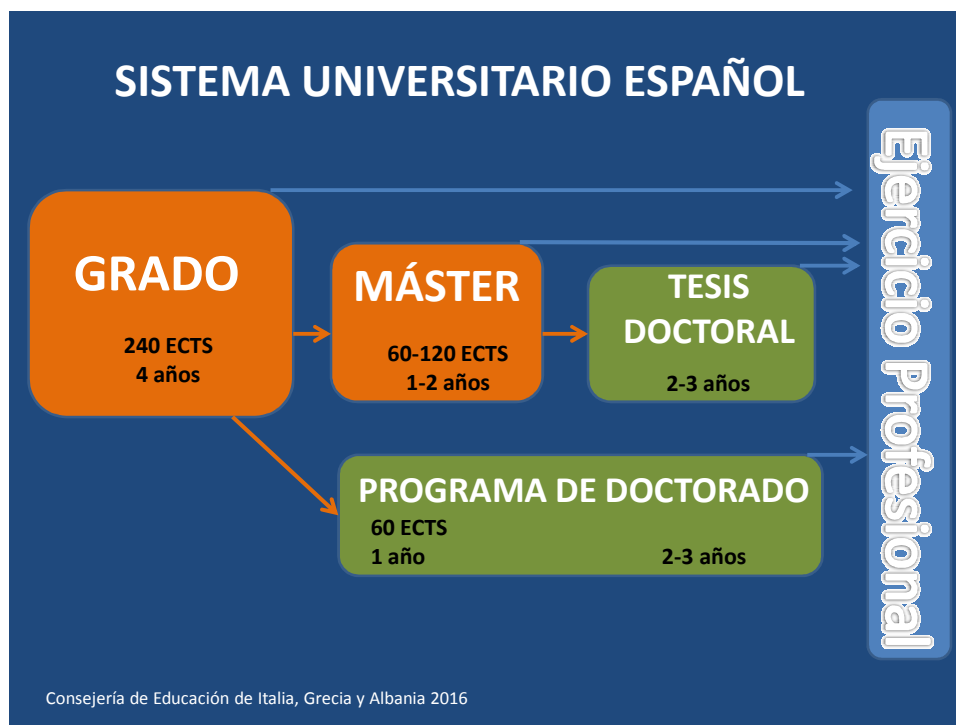 SISTEMA UNIVERSITARIO ESPAÑOL
GRADO
240 ECTS
4 años
MÁSTER
60-120 ECTS
1-2 años
TESIS
DOCTORAL
2-3 años
PROGRAMA DE DOCTORADO
60 ECTS
1 año 2-3 años
Ejercicio Profesional
Consejería de Educación de Italia, Grecia y Albania 2016